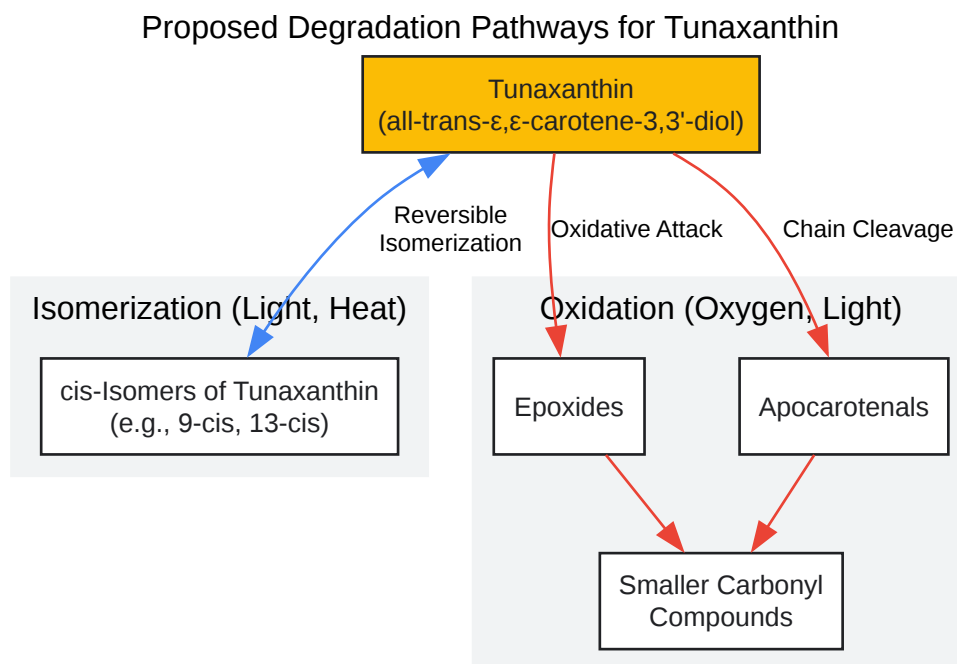 Proposed Degradation Pathways for Tunaxanthin
Tunaxanthin
(all-trans-ε,ε-carotene-3,3'-diol)
Reversible
Isomerization
Oxidative Attack
Chain Cleavage
Isomerization (Light, Heat)
Oxidation (Oxygen, Light)
cis-Isomers of Tunaxanthin
(e.g., 9-cis, 13-cis)
Epoxides
Apocarotenals
Smaller Carbonyl
Compounds